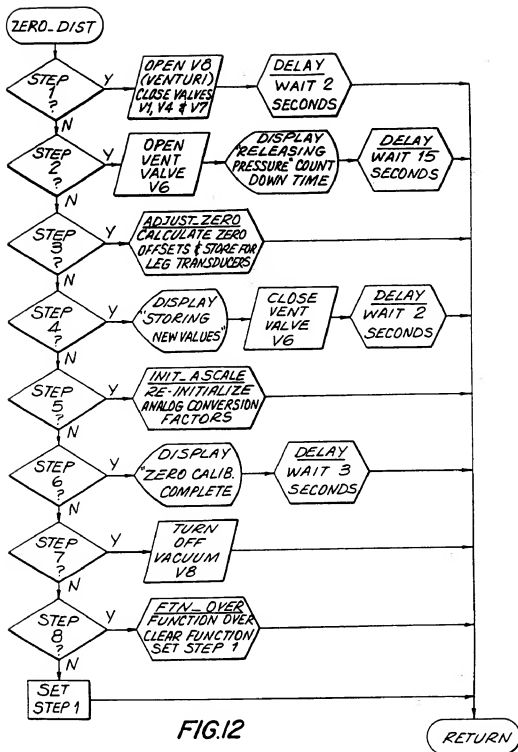 ZERO_DIST
STEP
1
?
Y
N
OPEN V8
(VENTURI)
CLOSE VALVES
V1, V4 & V7
DELAY
WAIT 2
SECONDS
STEP
2
?
Y
N
OPEN
VENT
VALVE
V6
DISPLAY
"RELEASING
PRESSURE" COUNT
DOWN TIME
DELAY
WAIT 15
SECONDS
STEP
3
?
Y
N
ADJUST_ZERO
CALCULATE ZERO
OFFSETS & STORE FOR
LEG TRANSDUCERS
STEP
4
?
Y
N
DISPLAY
"STORING
NEW VALUES"
CLOSE
VENT
VALVE
V6
DELAY
WAIT 2
SECONDS
STEP
5
?
Y
N
INIT_ASCALE
RE-INITIALIZE
ANALOG CONVERSION
FACTORS
STEP
6
?
Y
N
DISPLAY
"ZERO CALIB.
COMPLETE
DELAY
WAIT 3
SECONDS
STEP
7
?
Y
N
TURN
OFF
VACUUM
V8
STEP
8
?
Y
N
FTN_OVER
FUNCTION OVER
CLEAR FUNCTION
SET STEP 1
SET
STEP 1
FIG.12
RETURN